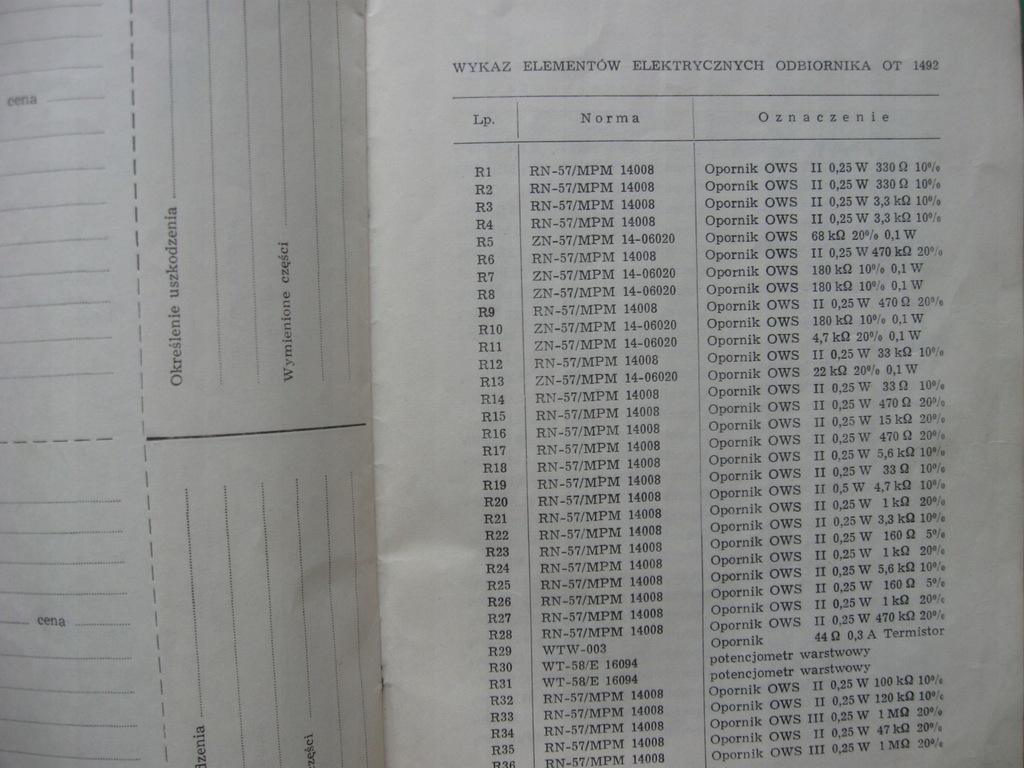 cena
Określenie uszkodzenia
Wymienione części
cena
dzenia
zęści
WYKAZ ELEMENTÓW ELEKTRYCZNYCH ODBIORNIKA OT 1492
Lp. Norma Oznaczenie
R1 RN-57/MPM 14008 Opornik OWS II 0,25 W 330 Ω 10%
R2 RN-57/MPM 14008 Opornik OWS II 0,25 W 330 Ω 10%
R3 RN-57/MPM 14008 Opornik OWS II 0,25 W 3,3 kΩ 10%
R4 RN-57/MPM 14008 Opornik OWS II 0,25 W 3,3 kΩ 10%
R5 ZN-57/MPM 14-06020 Opornik OWS 68 kΩ 20% 0,1 W
R6 RN-57/MPM 14008 Opornik OWS II 0,25 W 470 kΩ 20%
R7 ZN-57/MPM 14-06020 Opornik OWS 180 kΩ 10% 0,1 W
R8 ZN-57/MPM 14-06020 Opornik OWS 180 kΩ 10% 0,1 W
R9 RN-57/MPM 14008 Opornik OWS II 0,25 W 470 Ω 20%
R10 ZN-57/MPM 14-06020 Opornik OWS 180 kΩ 10% 0,1 W
R11 ZN-57/MPM 14-06020 Opornik OWS 4,7 kΩ 20% 0,1 W
R12 RN-57/MPM 14008 Opornik OWS II 0,25 W 33 kΩ 10%
R13 ZN-57/MPM 14-06020 Opornik OWS 22 kΩ 20% 0,1 W
R14 RN-57/MPM 14008 Opornik OWS II 0,25 W 33 Ω 10%
R15 RN-57/MPM 14008 Opornik OWS II 0,25 W 470 Ω 20%
R16 RN-57/MPM 14008 Opornik OWS II 0,25 W 15 kΩ 20%
R17 RN-57/MPM 14008 Opornik OWS II 0,25 W 470 Ω 20%
R18 RN-57/MPM 14008 Opornik OWS II 0,25 W 5,6 kΩ 10%
R19 RN-57/MPM 14008 Opornik OWS II 0,25 W 33 Ω 10%
R20 RN-57/MPM 14008 Opornik OWS II 0,5 W 4,7 kΩ 10%
R21 RN-57/MPM 14008 Opornik OWS II 0,25 W 1 kΩ 20%
R22 RN-57/MPM 14008 Opornik OWS II 0,25 W 3,3 kΩ 10%
R23 RN-57/MPM 14008 Opornik OWS II 0,25 W 160 Ω 5%
R24 RN-57/MPM 14008 Opornik OWS II 0,25 W 1 kΩ 20%
R25 RN-57/MPM 14008 Opornik OWS II 0,25 W 5,6 kΩ 10%
R26 RN-57/MPM 14008 Opornik OWS II 0,25 W 160 Ω 5%
R27 RN-57/MPM 14008 Opornik OWS II 0,25 W 1 kΩ 20%
R28 RN-57/MPM 14008 Opornik OWS II 0,25 W 470 kΩ 20%
R29 WTW-003 Opornik 44 Ω 0,3 A Termistor
R30 WT-58/E 16094 potencjometr warstwowy
R31 WT-58/E 16094 potencjometr warstwowy
R32 RN-57/MPM 14008 Opornik OWS II 0,25 W 100 kΩ 10%
R33 RN-57/MPM 14008 Opornik OWS II 0,25 W 120 kΩ 10%
R34 RN-57/MPM 14008 Opornik OWS III 0,25 W 1 MΩ 20%
R35 RN-57/MPM 14008 Opornik OWS II 0,25 W 47 kΩ 20%
R36 RN-57/MPM 14008 Opornik OWS III 0,25 W 1 MΩ 20%